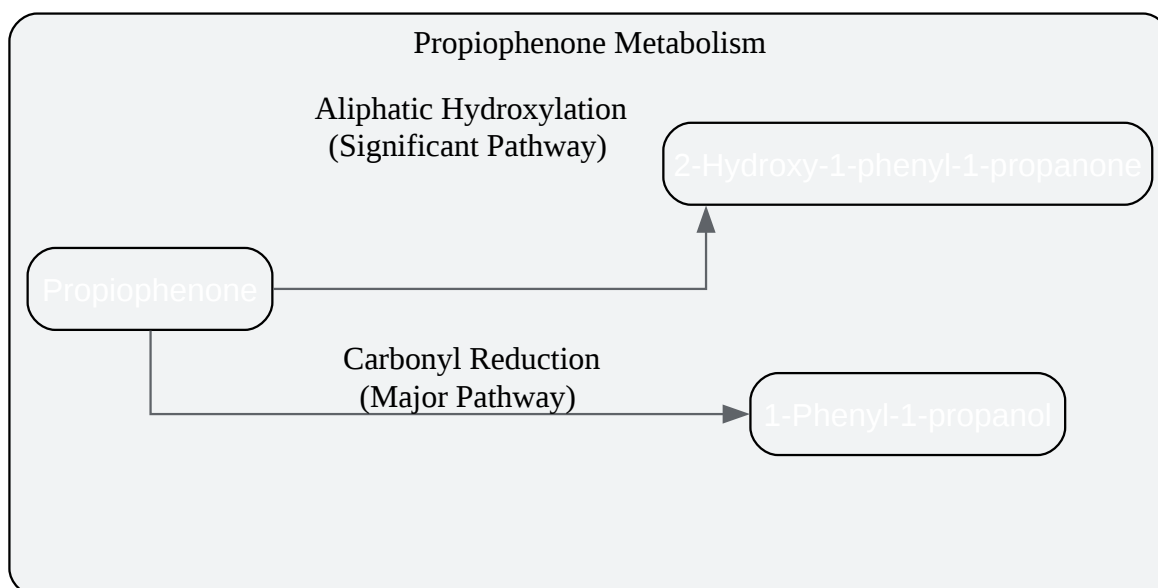 Propiophenone Metabolism
Aliphatic Hydroxylation
(Significant Pathway)
2-Hydroxy-1-phenyl-1-propanone
Propiophenone
Carbonyl Reduction
(Major Pathway)
1-Phenyl-1-propanol